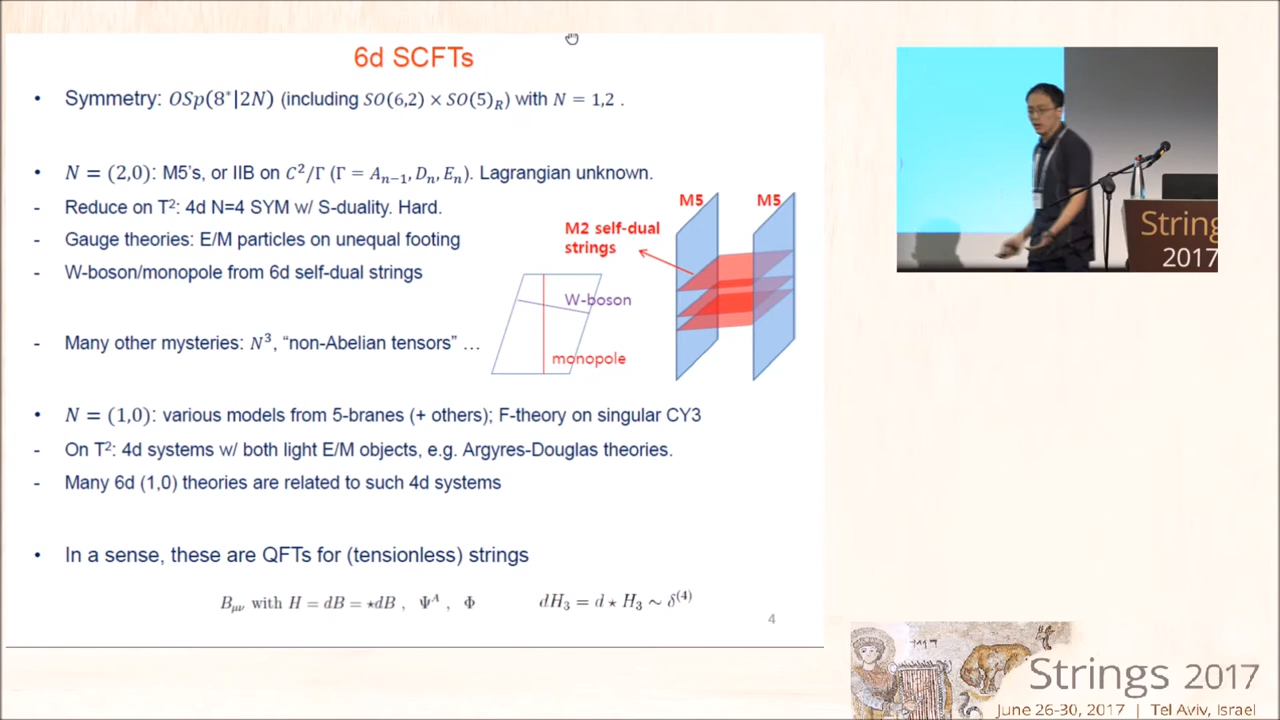 6d SCFTs
• Symmetry: OSp(8*|2N) (including SO(6,2) × SO(5)_R) with N = 1,2 .
• N = (2,0): M5's, or IIB on C²/Γ (Γ = A_{n−1}, D_n, E_n). Lagrangian unknown.
- Reduce on T²: 4d N=4 SYM w/ S-duality. Hard.
- Gauge theories: E/M particles on unequal footing
- W-boson/monopole from 6d self-dual strings
- Many other mysteries: N³, “non-Abelian tensors” …
M5 M5
M2 self-dual
strings
W-boson
monopole
• N = (1,0): various models from 5-branes (+ others); F-theory on singular CY3
- On T²: 4d systems w/ both light E/M objects, e.g. Argyres-Douglas theories.
- Many 6d (1,0) theories are related to such 4d systems
• In a sense, these are QFTs for (tensionless) strings
B_{μν} with H = dB = ⋆dB , Ψ^A , Φ dH₃ = d ⋆ H₃ ∼ δ^{(4)}
4
Strings
2017
Strings 2017
June 26-30, 2017 | Tel Aviv, Israel